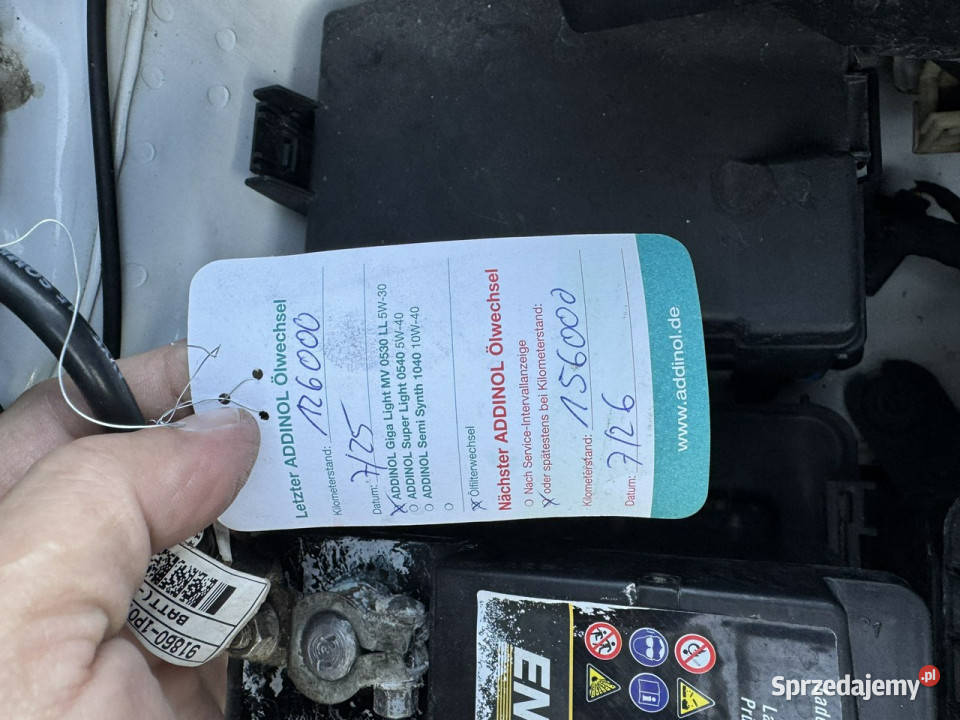 Letzter ADDINOL Ölwechsel
Kilometerstand: 126000
Datum: 7/25
X ADDINOL Giga Light MV 0530 LL 5W-30
O ADDINOL Super Light 0540 5W-40
O ADDINOL Semi Synth 1040 10W-40
O
X Ölfilterwechsel
Nächster ADDINOL Ölwechsel
O Nach Service-Intervallanzeige
X oder spätestens bei Kilometerstand:
Kilometerstand: 156000
Datum: 7/26
www.addinol.de
BATT (-)
EN
Sprzedajemy.pl